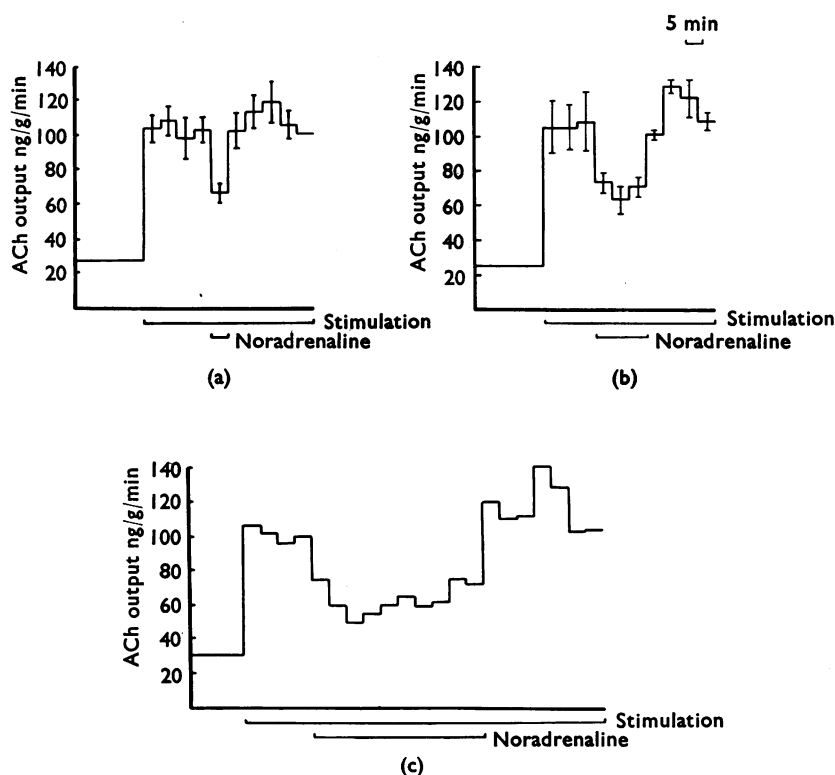 5 min
ACh output ng/g/min
140
120
100
80
60
40
20
Stimulation
Noradrenaline
(a)
ACh output ng/g/min
140
120
100
80
60
40
20
Stimulation
Noradrenaline
(b)
ACh output ng/g/min
140
120
100
80
60
40
20
Stimulation
Noradrenaline
(c)